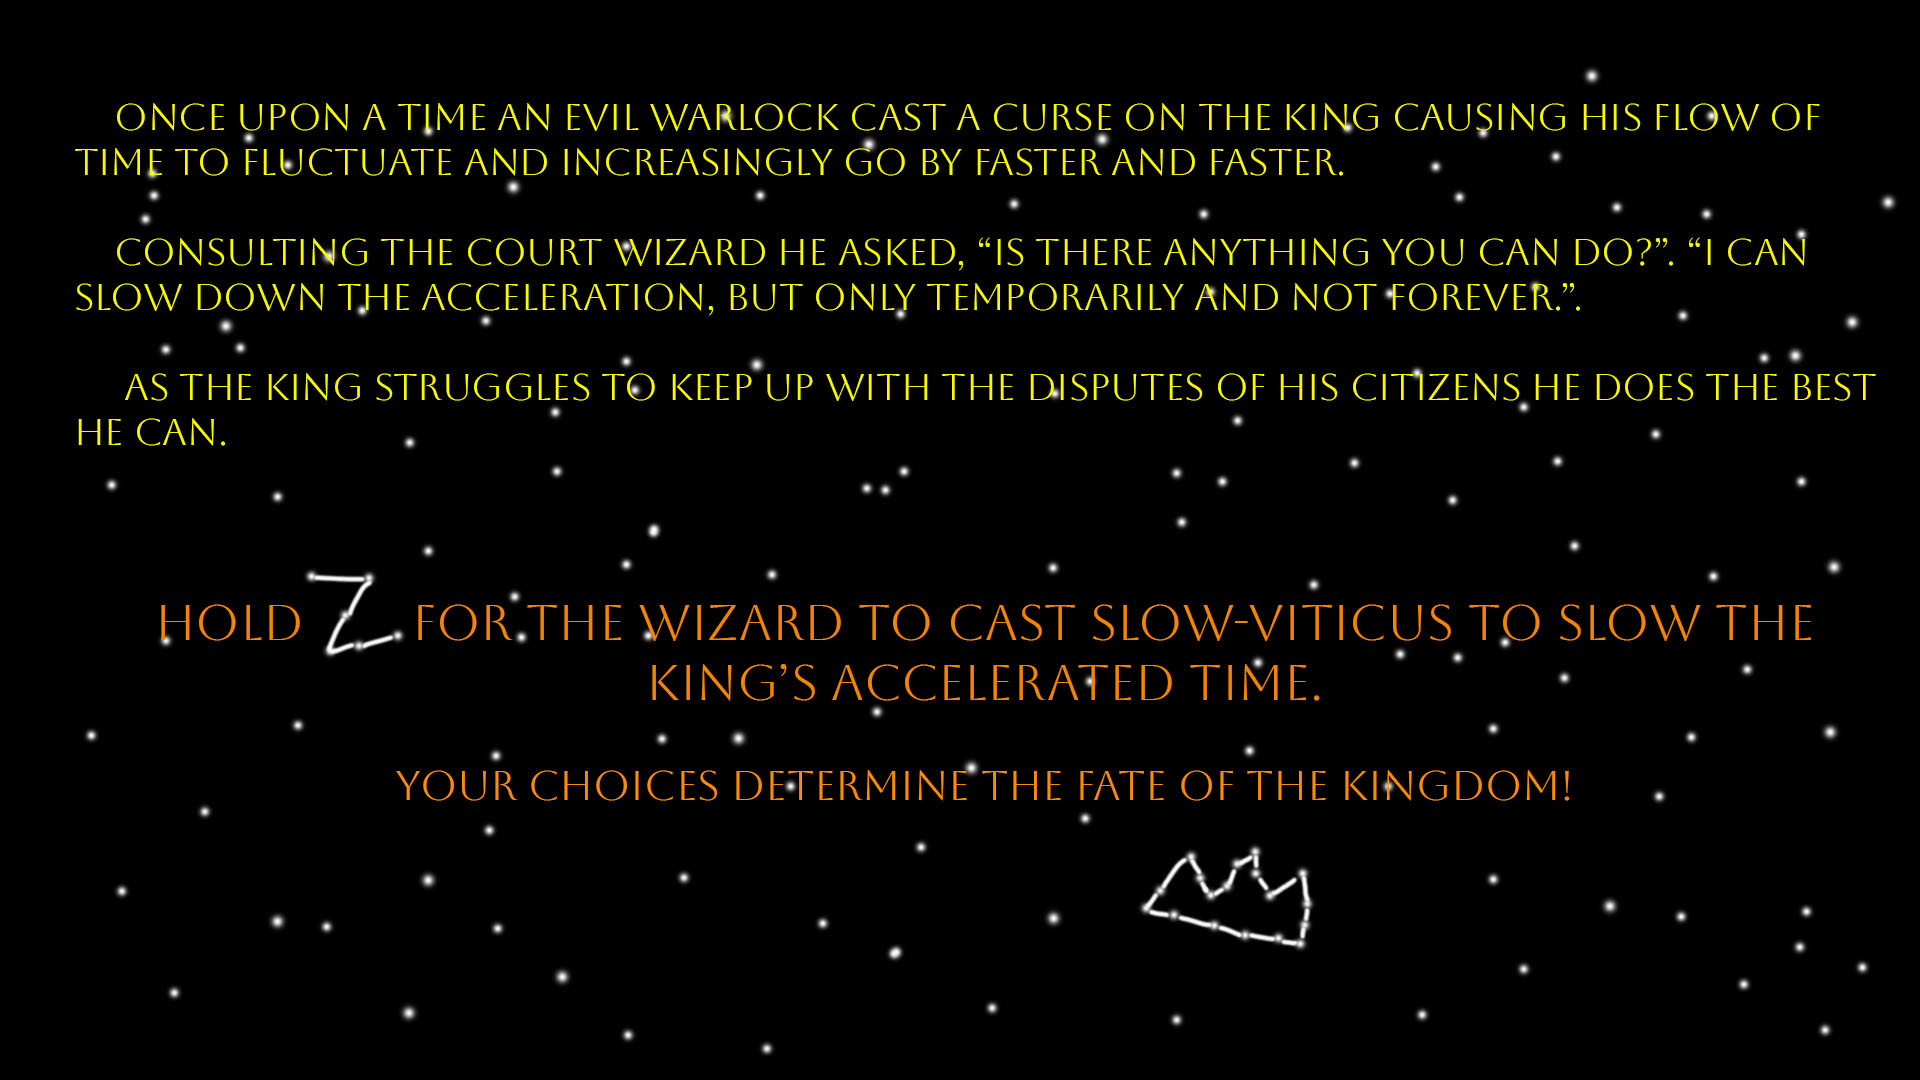 ONCE UPON A TIME AN EVIL WARLOCK CAST A CURSE ON THE KING CAUSING HIS FLOW OF
TIME TO FLUCTUATE AND INCREASINGLY GO BY FASTER AND FASTER.
CONSULTING THE COURT WIZARD HE ASKED, “IS THERE ANYTHING YOU CAN DO?”. “I CAN
SLOW DOWN THE ACCELERATION, BUT ONLY TEMPORARILY AND NOT FOREVER.”.
AS THE KING STRUGGLES TO KEEP UP WITH THE DISPUTES OF HIS CITIZENS HE DOES THE BEST
HE CAN.
HOLD Z FOR THE WIZARD TO CAST SLOW-VITICUS TO SLOW THE
KING’S ACCELERATED TIME.
YOUR CHOICES DETERMINE THE FATE OF THE KINGDOM!